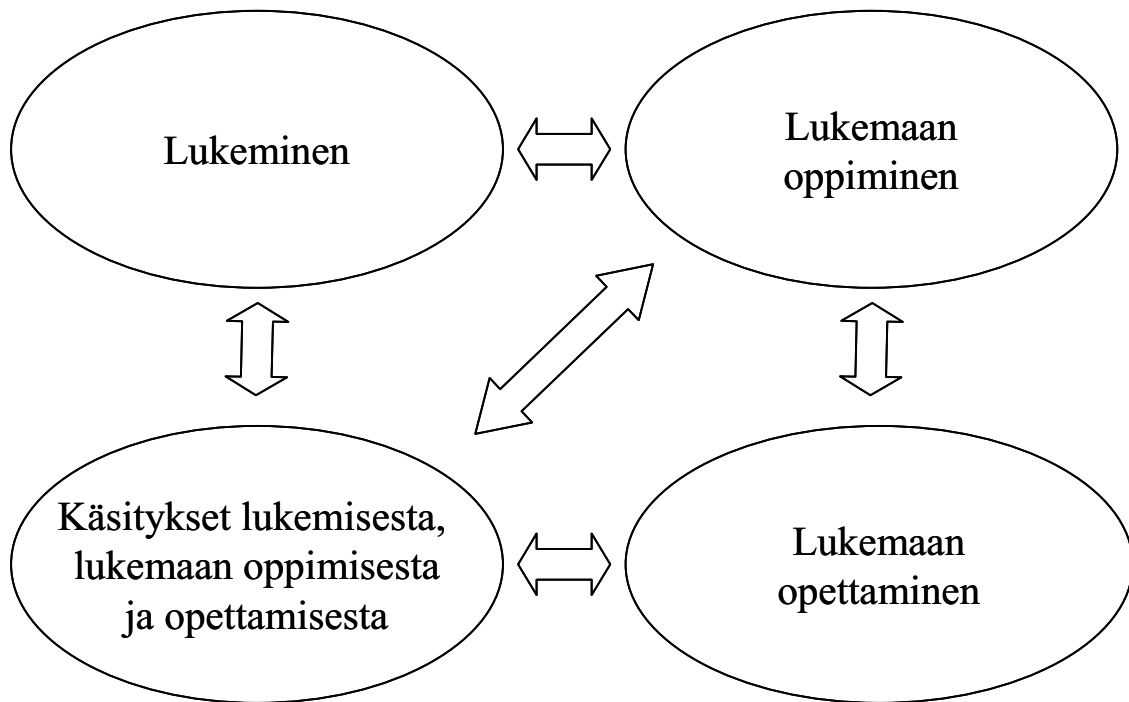 Lukeminen
Lukemaan
oppiminen
Käsitykset lukemisesta,
lukemaan oppimisesta
ja opettamisesta
Lukemaan
opettaminen